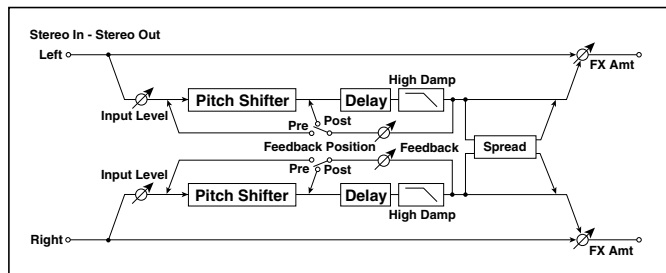 Stereo In - Stereo Out
Left
FX Amt
High Damp
Pitch Shifter
Delay
Input Level
Post
Pre
Feedback Position
Feedback
Spread
Input Level
Pre
Post
Pitch Shifter
Delay
High Damp
Right
FX Amt